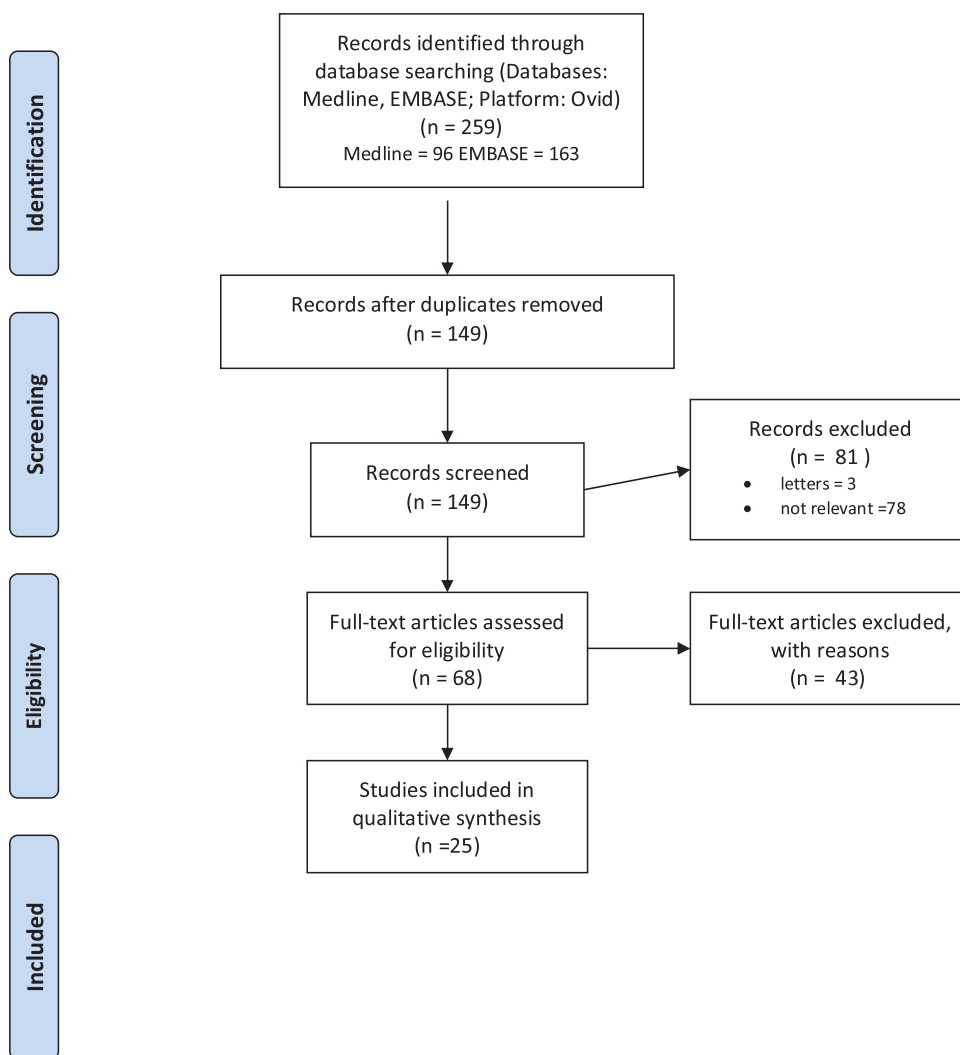 Identification
Records identified through
database searching (Databases:
Medline, EMBASE; Platform: Ovid)
(n = 259)
Medline = 96 EMBASE = 163
Screening
Records after duplicates removed
(n = 149)
Records screened
(n = 149)
Records excluded
(n = 81 )
• letters = 3
• not relevant =78
Eligibility
Full-text articles assessed
for eligibility
(n = 68)
Full-text articles excluded,
with reasons
(n = 43)
Studies included in
qualitative synthesis
(n =25)
Included